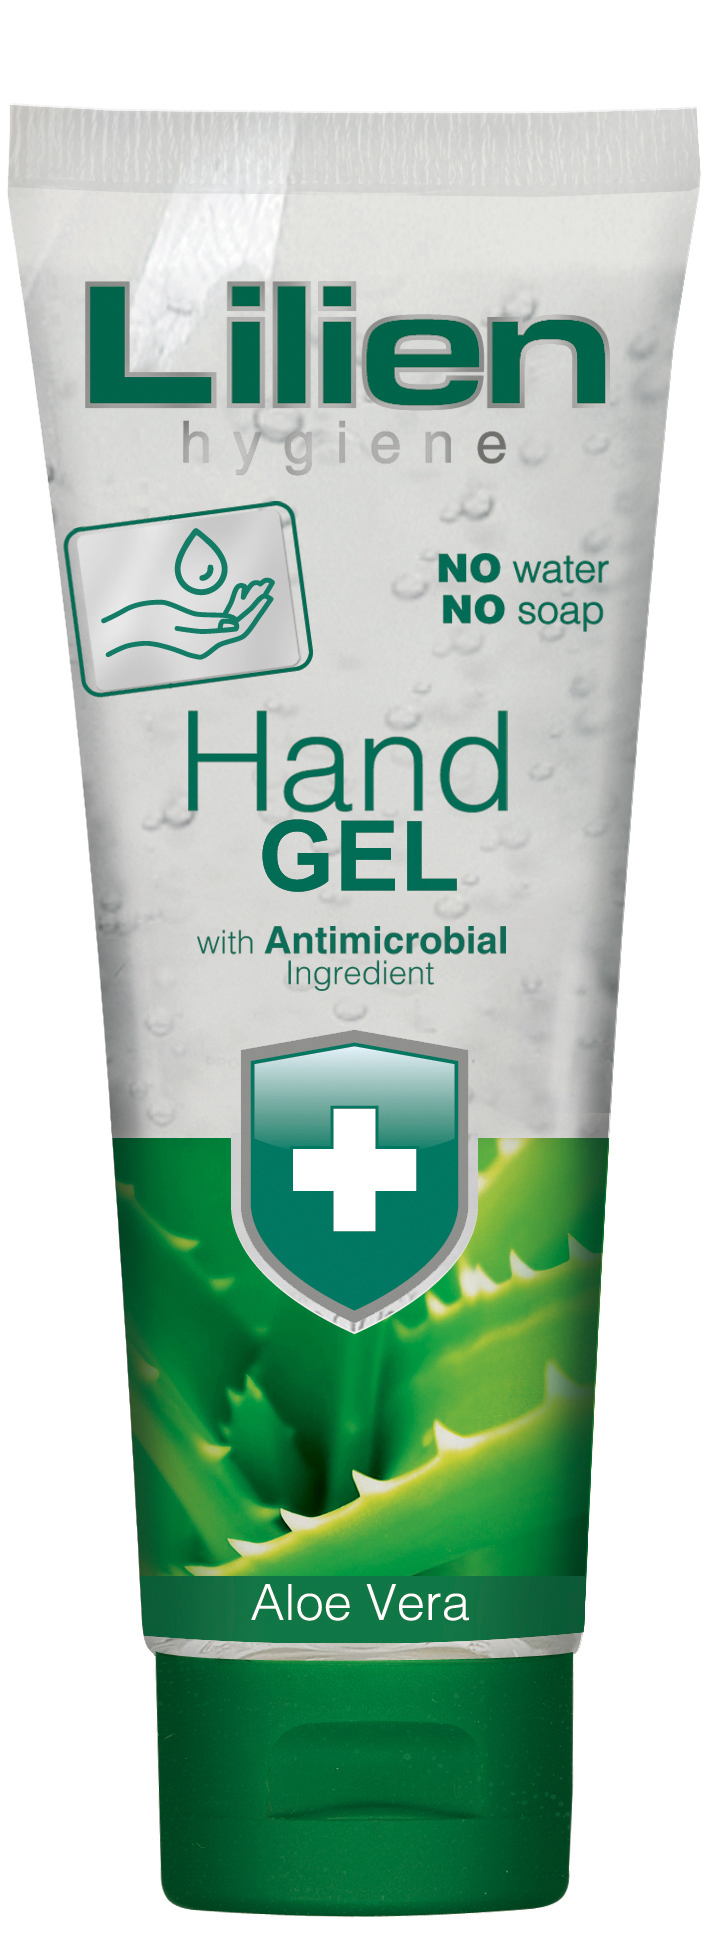 Lilien
hygiene
NO water
NO soap
Hand
GEL
with Antimicrobial
Ingredient
Aloe Vera